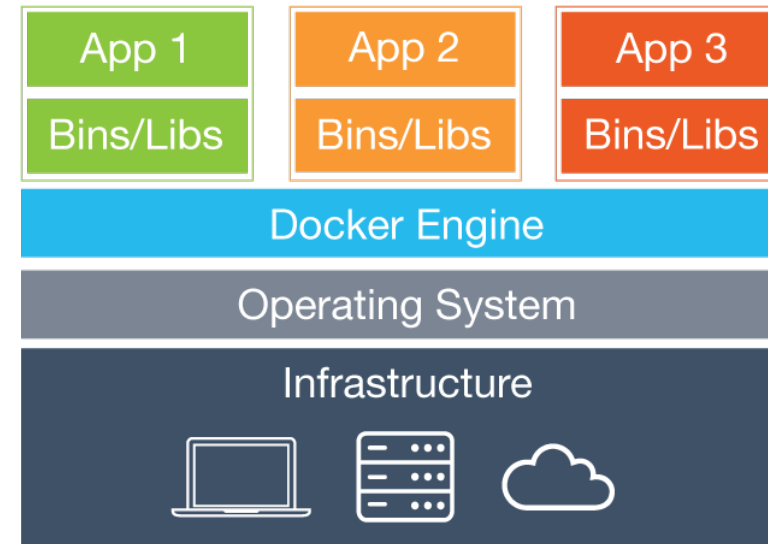 App 1
App 2
App 3
Bins/Libs
Bins/Libs
Bins/Libs
Docker Engine
Operating System
Infrastructure